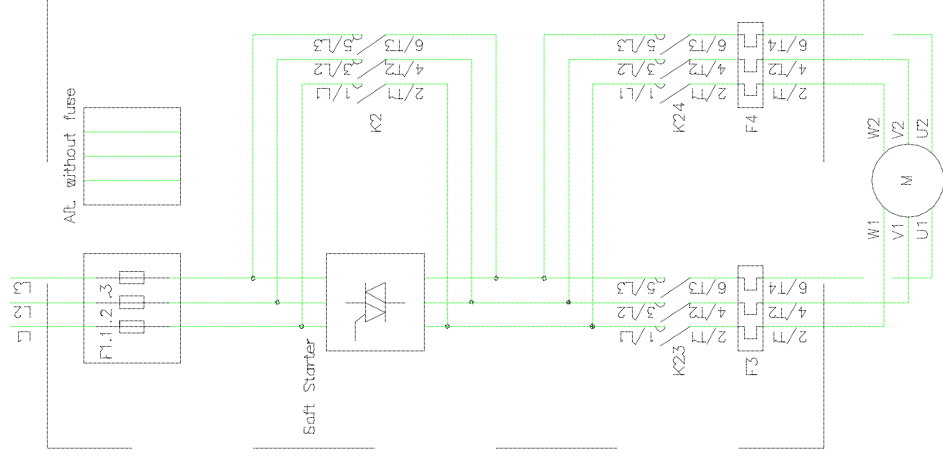 5/L3 6/T3
3/L2 4/T2
1/L1 2/T1
K2
5/L3 6/T3 6/T4
3/L2 4/T2 4/T2
1/L1 2/T1 2/T1
K24 F4
Alt. without fuse
W2 V2 U2
M
W1 V1 U1
L3
L2
L1
F1.1.2.3
Soft Starter
5/L3 6/T3 6/T4
3/L2 4/T2 4/T2
1/L1 2/T1 2/T1
K23 F3